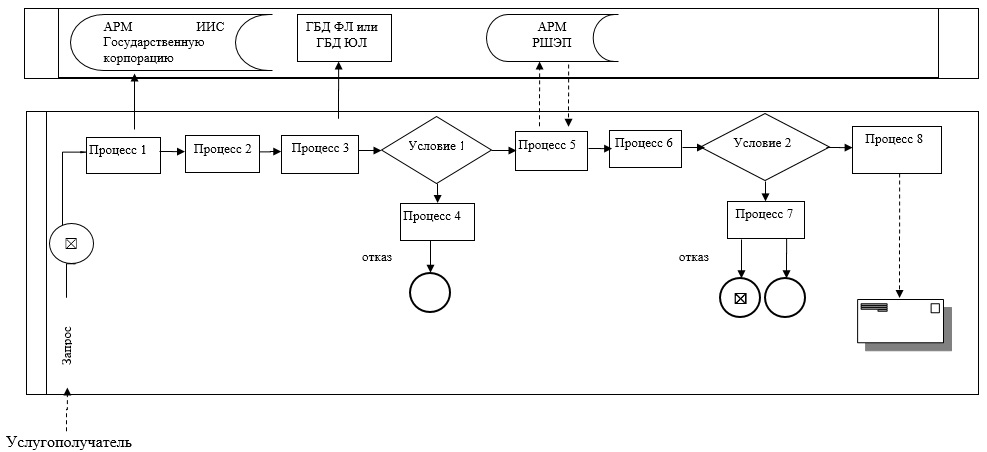 АРМ ИИС
Государственную
корпорацию
ГБД ФЛ или
ГБД ЮЛ
АРМ
РШЭП
Процесс 1
Процесс 2
Процесс 3
Условие 1
Процесс 5
Процесс 6
Условие 2
Процесс 8
Процесс 4
Процесс 7
отказ
отказ
Запрос
Услугополучатель